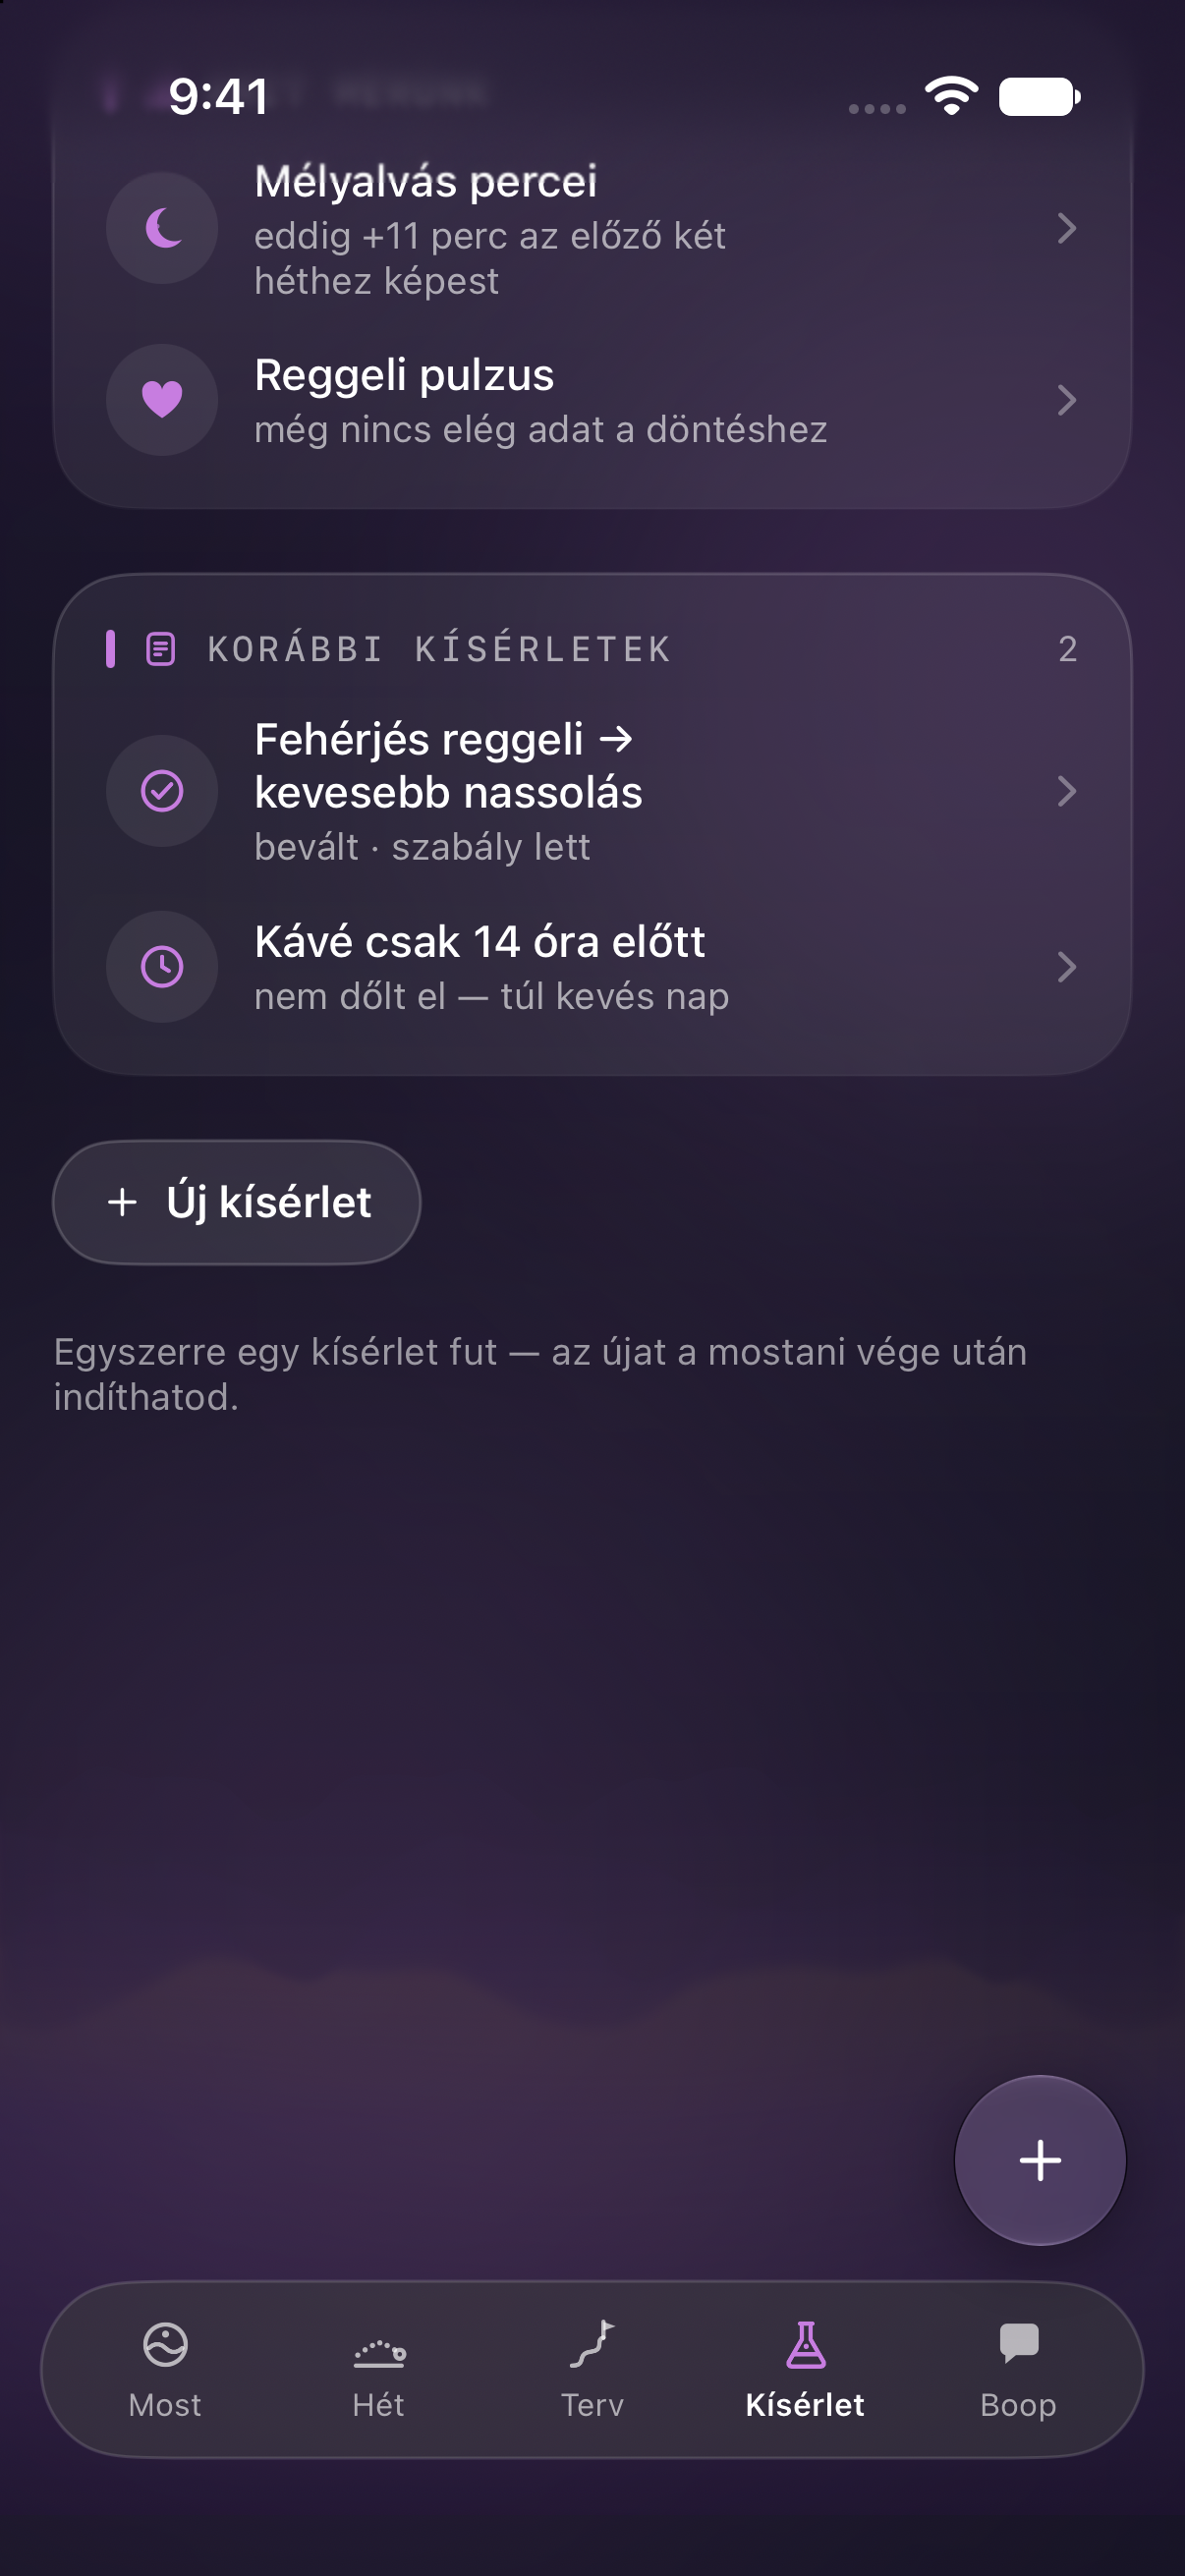 9:41
Mélyalvás percei
eddig +11 perc az előző két
héthez képest
Reggeli pulzus
még nincs elég adat a döntéshez
KORÁBBI KÍSÉRLETEK 2
Fehérjés reggeli →
kevesebb nassolás
bevált · szabály lett
Kávé csak 14 óra előtt
nem dőlt el — túl kevés nap
+ Új kísérlet
Egyszerre egy kísérlet fut — az újat a mostani vége után
indíthatod.
Most Hét Terv Kísérlet Boop